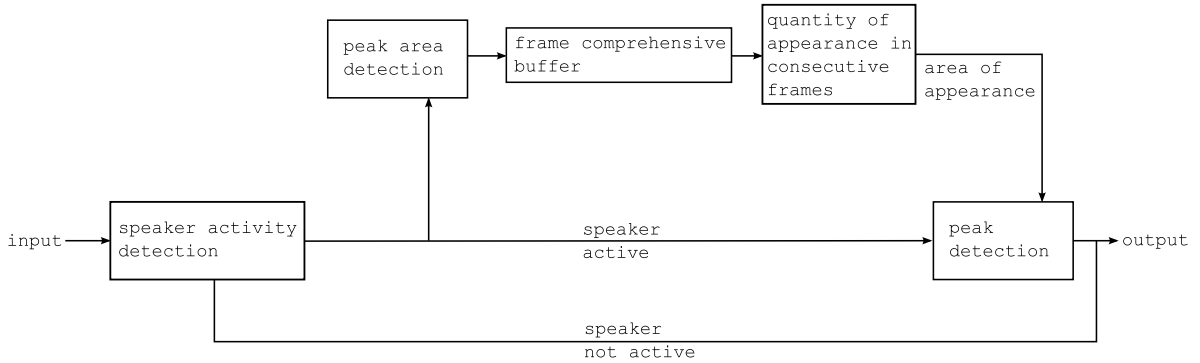 peak area
detection
frame comprehensive
buffer
quantity of
appearance in
consecutive
frames
area of
appearance
input
speaker activity
detection
speaker
active
peak
detection
output
speaker
not active